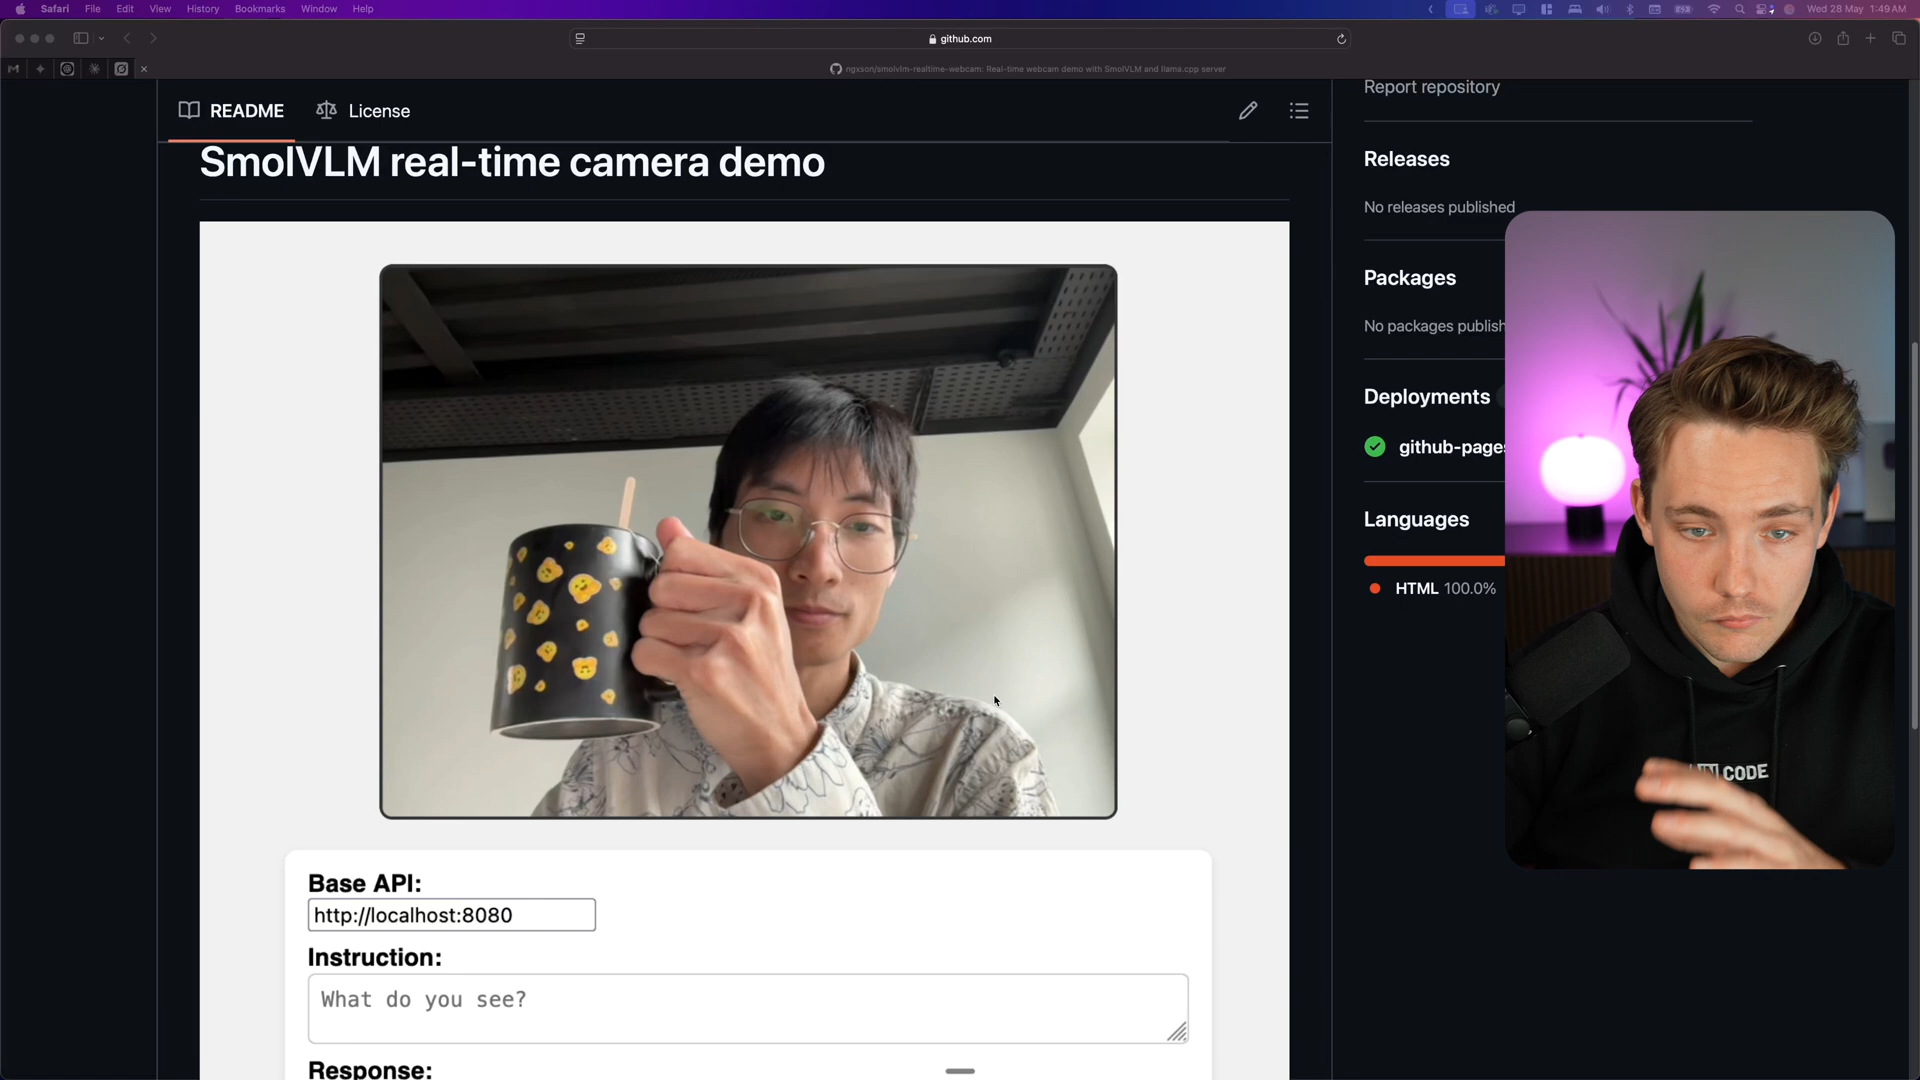 Safari File Edit View History Bookmarks Window Help
Wed 28 May 1:49 AM
github.com
ngxson/smolvlm-realtime-webcam: Real-time webcam demo with SmolVLM and llama.cpp server
README License
SmolVLM real-time camera demo
Base API:
http://localhost:8080
Instruction:
What do you see?
Response:
Report repository
Releases
No releases published
Packages
No packages publish
Deployments
github-pages
Languages
HTML 100.0%
CODE